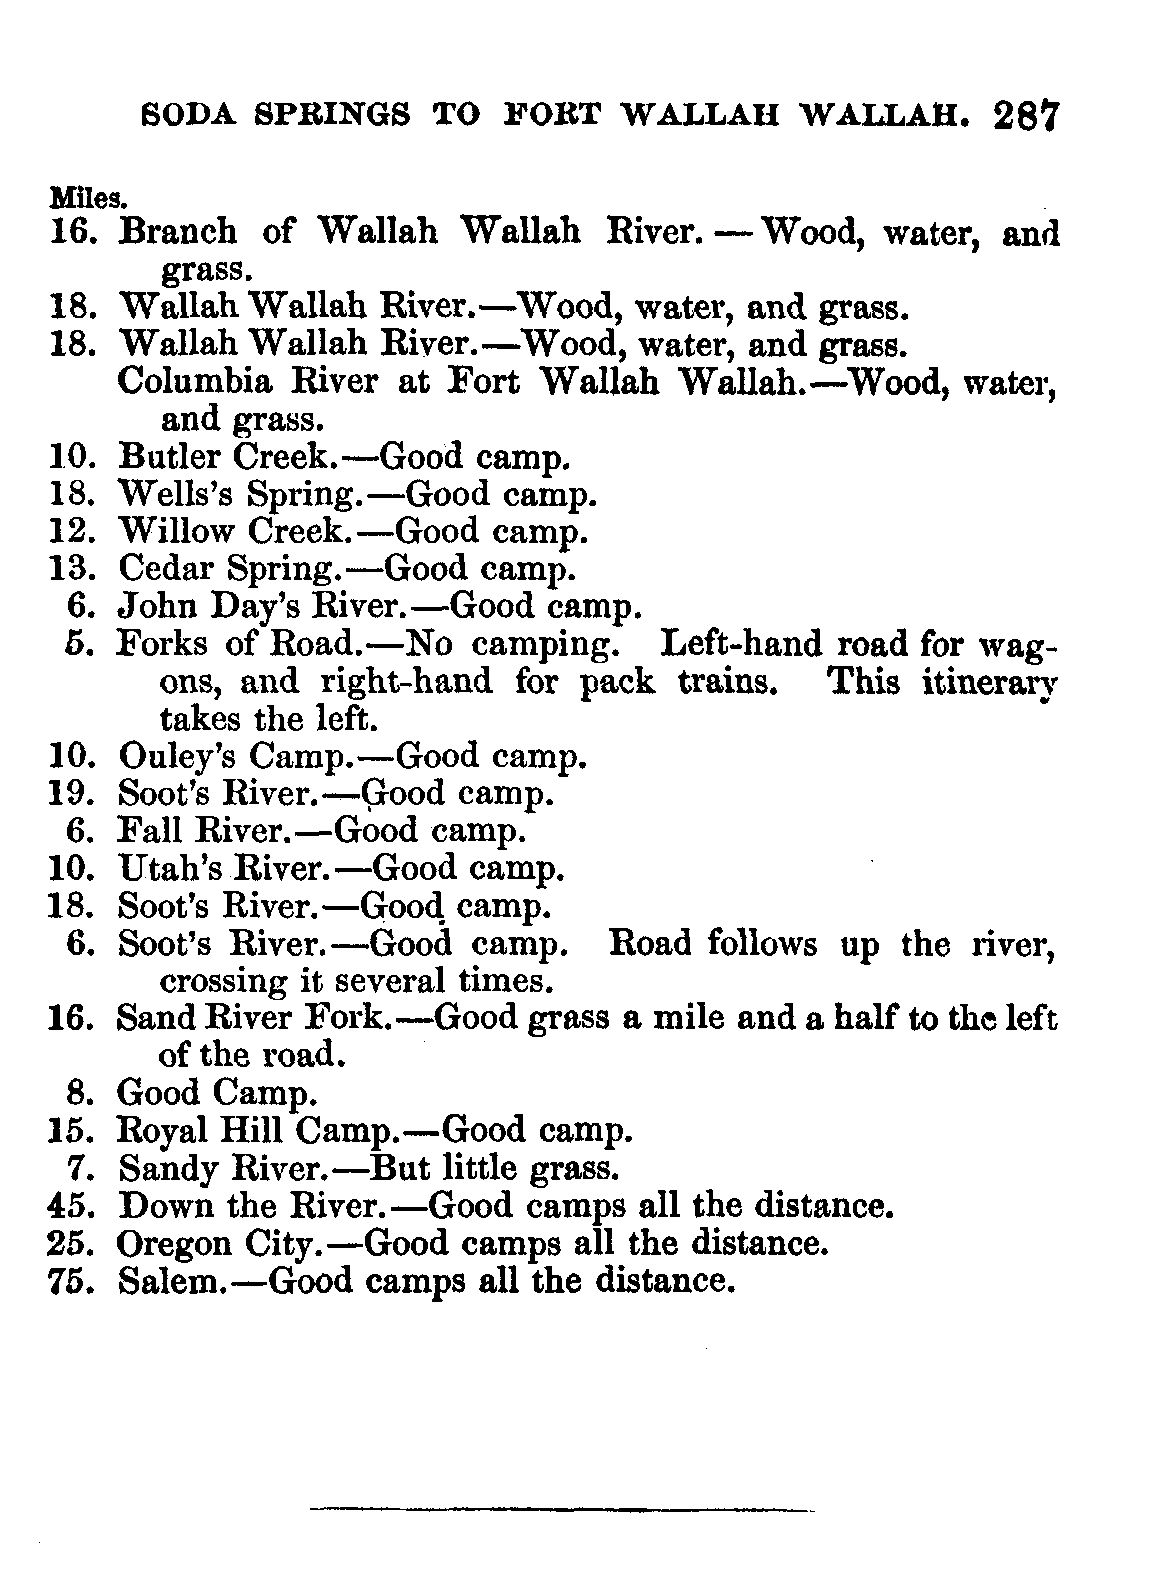 SODA SPRINGS TO FORT WALLAH WALLAH. 287
Miles.
16. Branch of Wallah Wallah River. — Wood, water, and
grass.
18. Wallah Wallah River.—Wood, water, and grass.
18. Wallah Wallah River.—Wood, water, and grass.
Columbia River at Fort Wallah Wallah.—Wood, water,
and grass.
10. Butler Creek.—Good camp.
18. Wells's Spring.—Good camp.
12. Willow Creek.—Good camp.
13. Cedar Spring.—Good camp.
6. John Day's River.—Good camp.
5. Forks of Road.—No camping. Left-hand road for wag-
ons, and right-hand for pack trains. This itinerary
takes the left.
10. Ouley's Camp.—Good camp.
19. Soot's River.—Good camp.
6. Fall River.—Good camp.
10. Utah's River.—Good camp.
18. Soot's River.—Good camp.
6. Soot's River.—Good camp. Road follows up the river,
crossing it several times.
16. Sand River Fork.—Good grass a mile and a half to the left
of the road.
8. Good Camp.
15. Royal Hill Camp.—Good camp.
7. Sandy River.—But little grass.
45. Down the River.—Good camps all the distance.
25. Oregon City.—Good camps all the distance.
75. Salem.—Good camps all the distance.